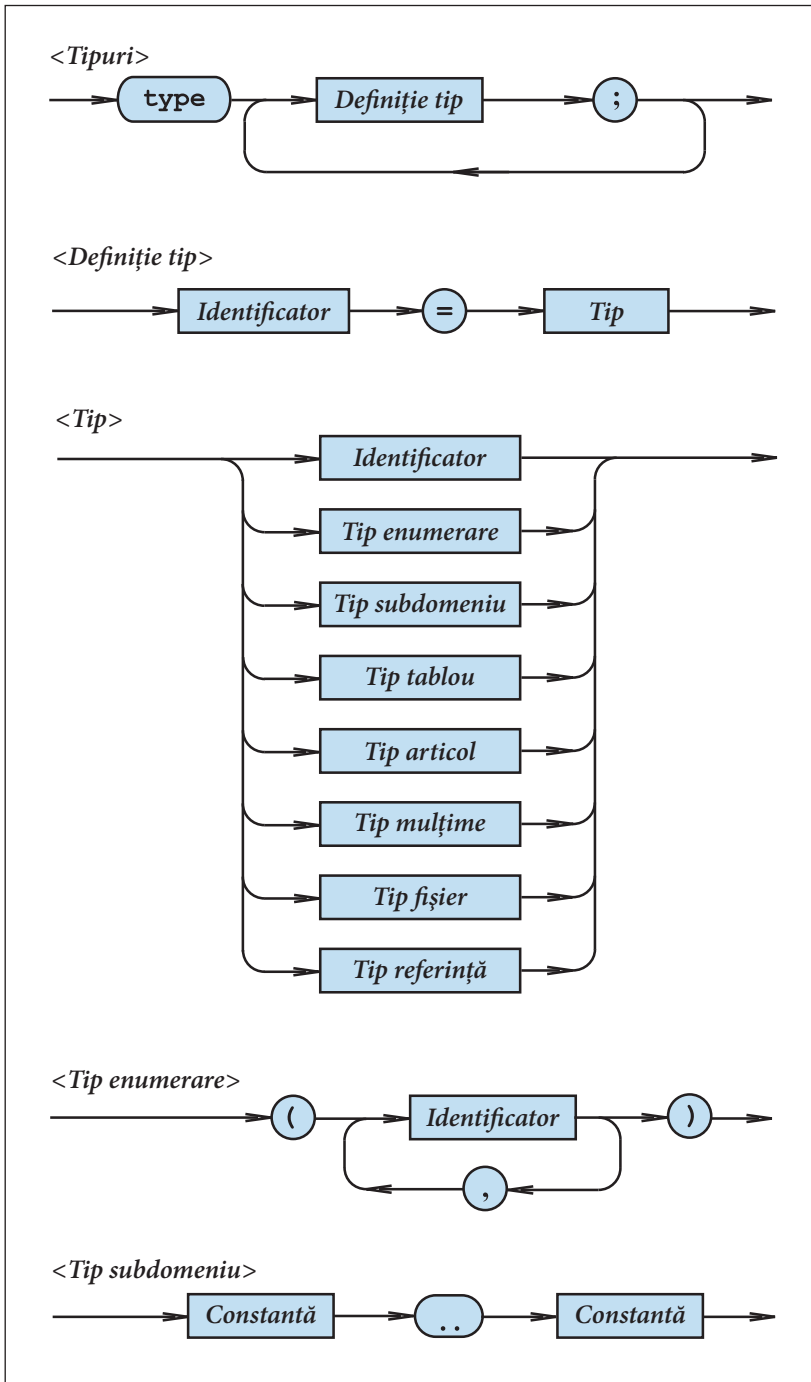 <Tipuri>
type Definiție tip ;
<Definiție tip>
Identificator = Tip
<Tip>
Identificator
Tip enumerare
Tip subdomeniu
Tip tablou
Tip articol
Tip mulțime
Tip fişier
Tip referință
<Tip enumerare>
( Identificator )
,
<Tip subdomeniu>
Constantă .. Constantă